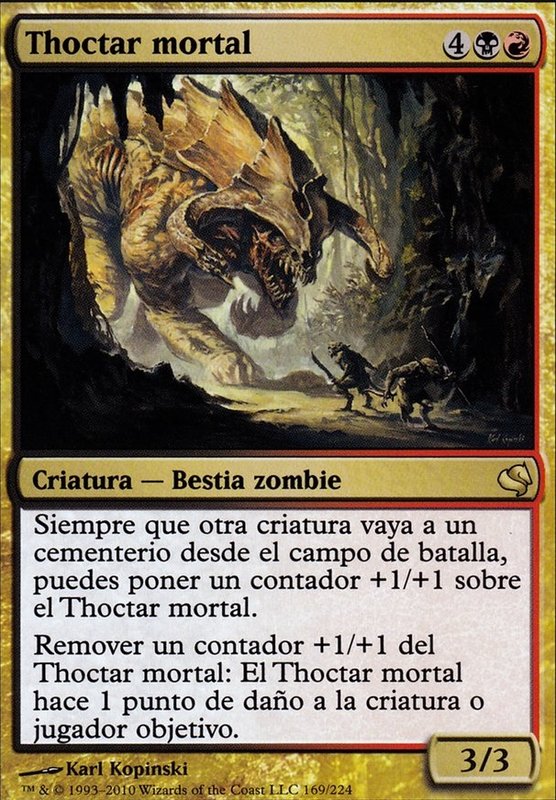 Thoctar mortal
4
Criatura — Bestia zombie
Siempre que otra criatura vaya a un
cementerio desde el campo de batalla,
puedes poner un contador +1/+1 sobre
el Thoctar mortal.
Remover un contador +1/+1 del
Thoctar mortal: El Thoctar mortal
hace 1 punto de daño a la criatura o
jugador objetivo.
3/3
Karl Kopinski
™ & © 1993–2010 Wizards of the Coast LLC 169/224